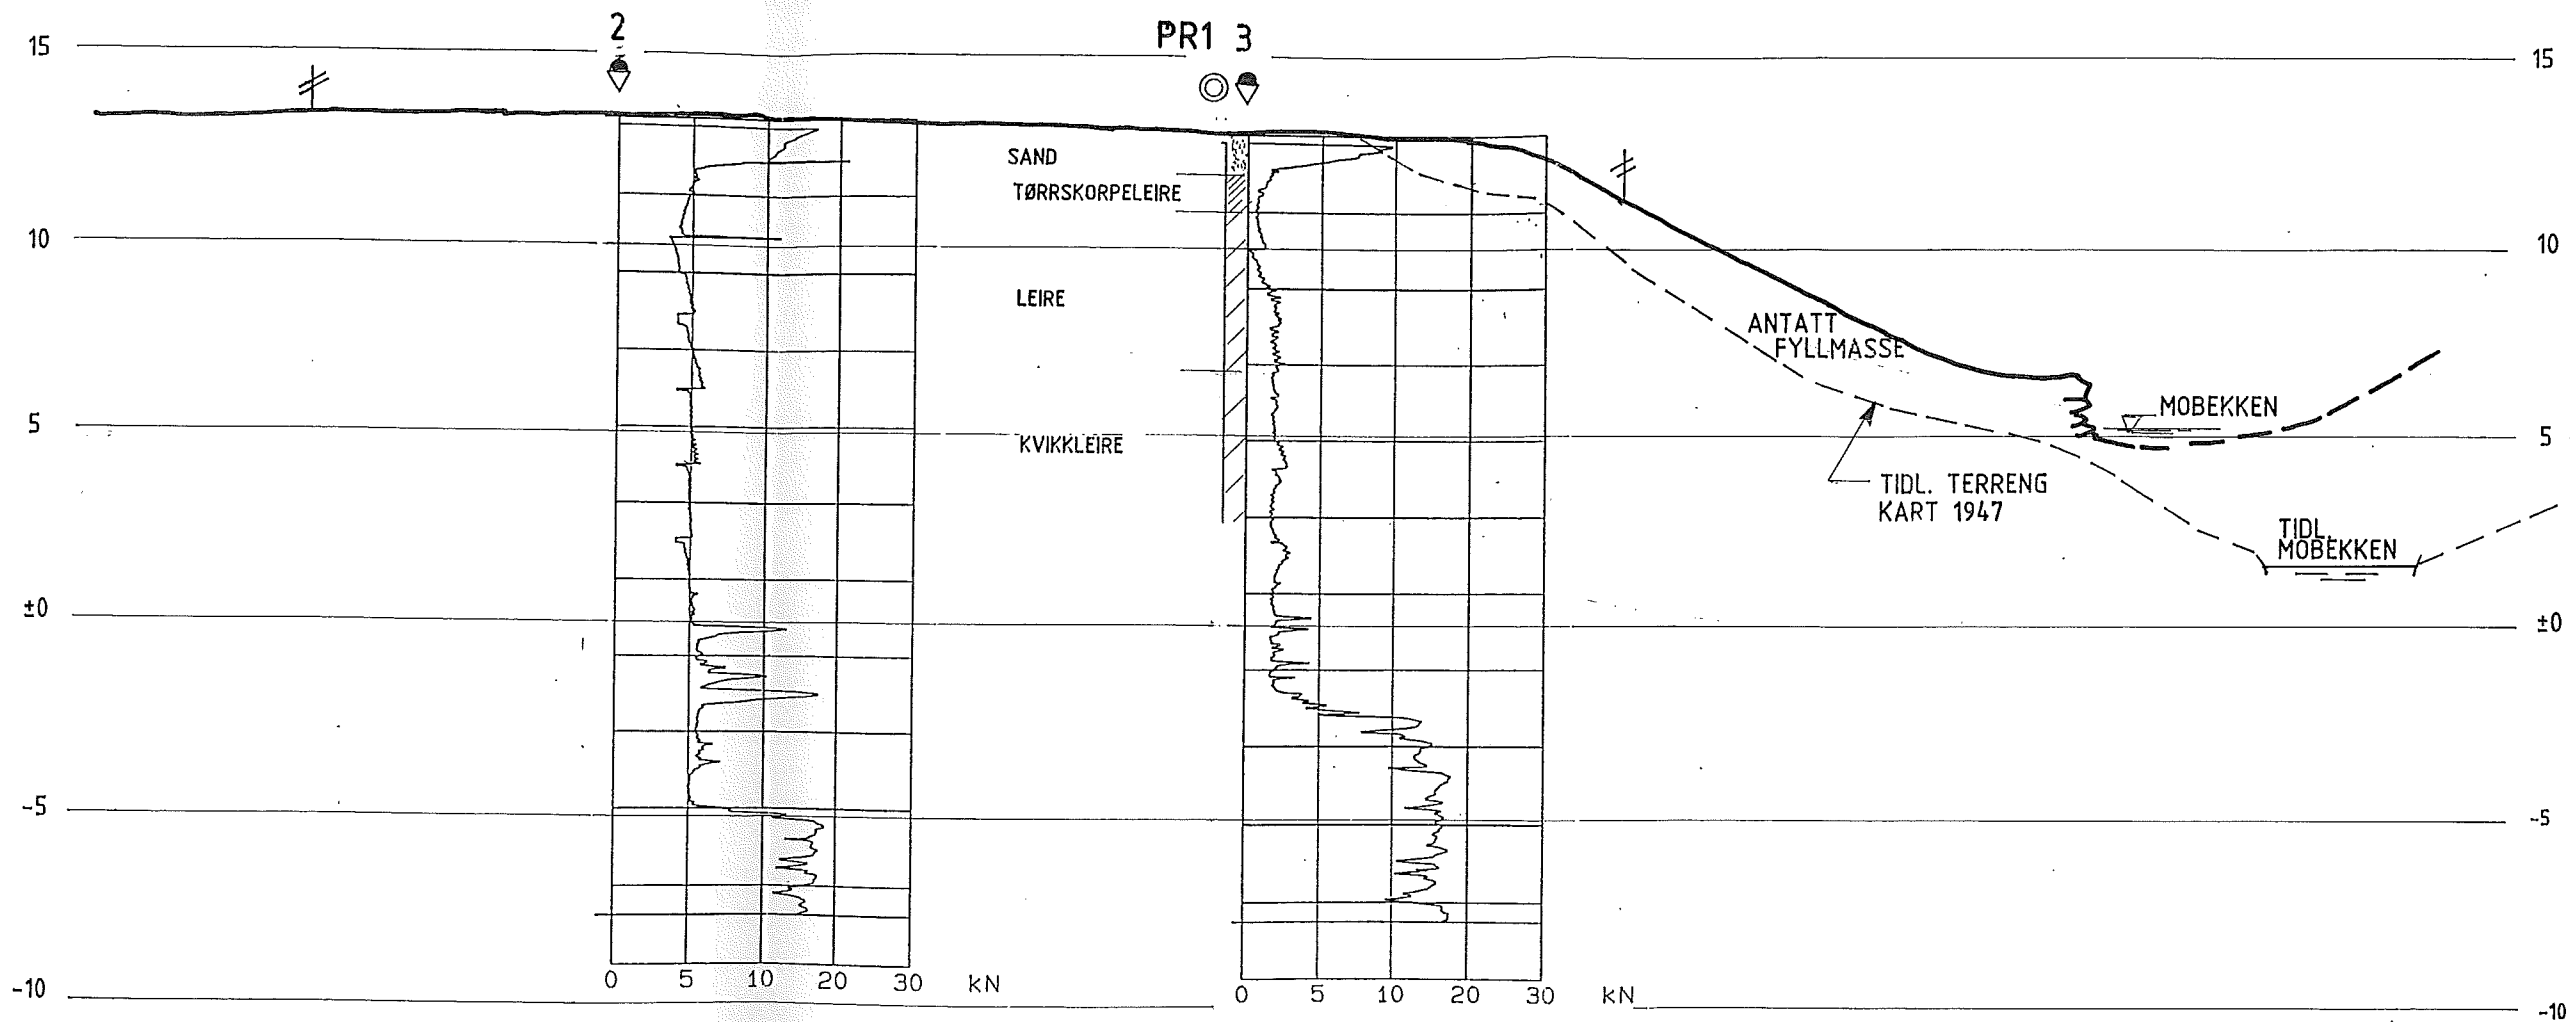 2
PR1 3
15
15
SAND
TØRRSKORPELEIRE
10
10
LEIRE
ANTATT
FYLLMASSE
MOBEKKEN
5
5
KVIKKLEIRE
TIDL. TERRENG
KART 1947
TIDL.
MOBEKKEN
±0
±0
-5
-5
0 5 10 20 30 kN
0 5 10 20 30 kN
-10
-10